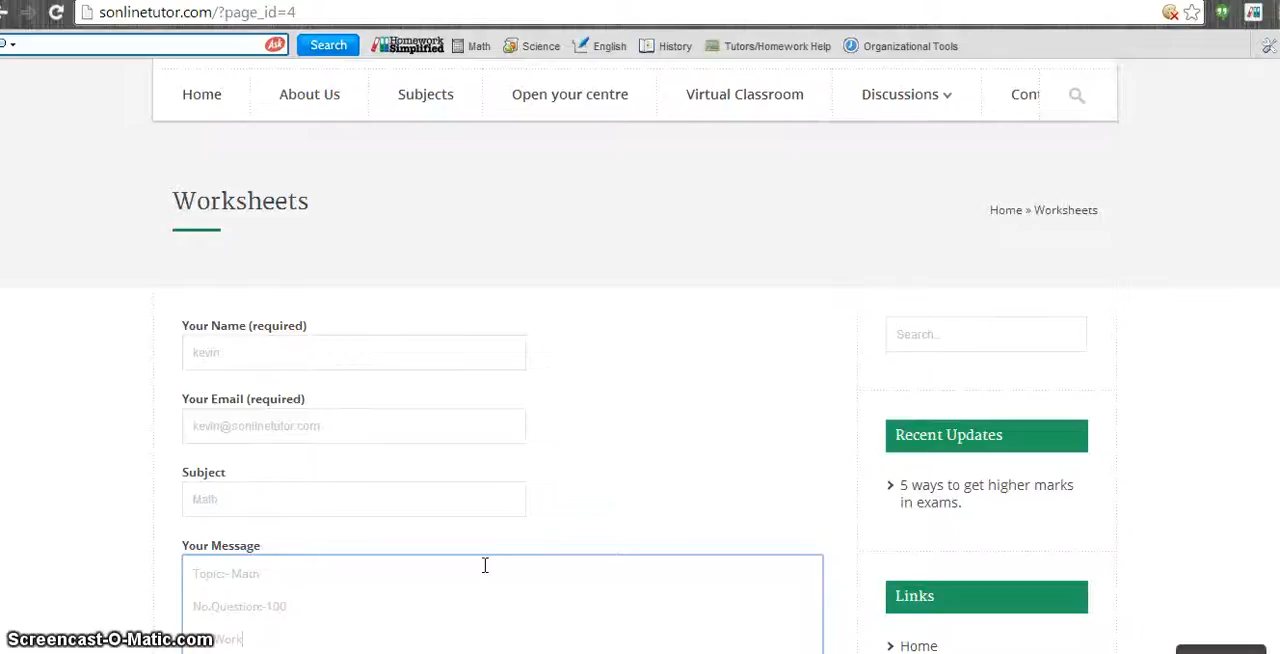 sonlinetutor.com/?page_id=4
Ask Search Homework Simplified Math Science English History Tutors/Homework Help Organizational Tools
Home About Us Subjects Open your centre Virtual Classroom Discussions Cont
Worksheets
Home » Worksheets
Your Name (required)
kevin
Your Email (required)
kevin@sonlinetutor.com
Subject
Math
Your Message
Topic:-Math
No.Question:-100
Work
Search..
Recent Updates
5 ways to get higher marks
in exams.
Links
Home
Screencast-O-Matic.com